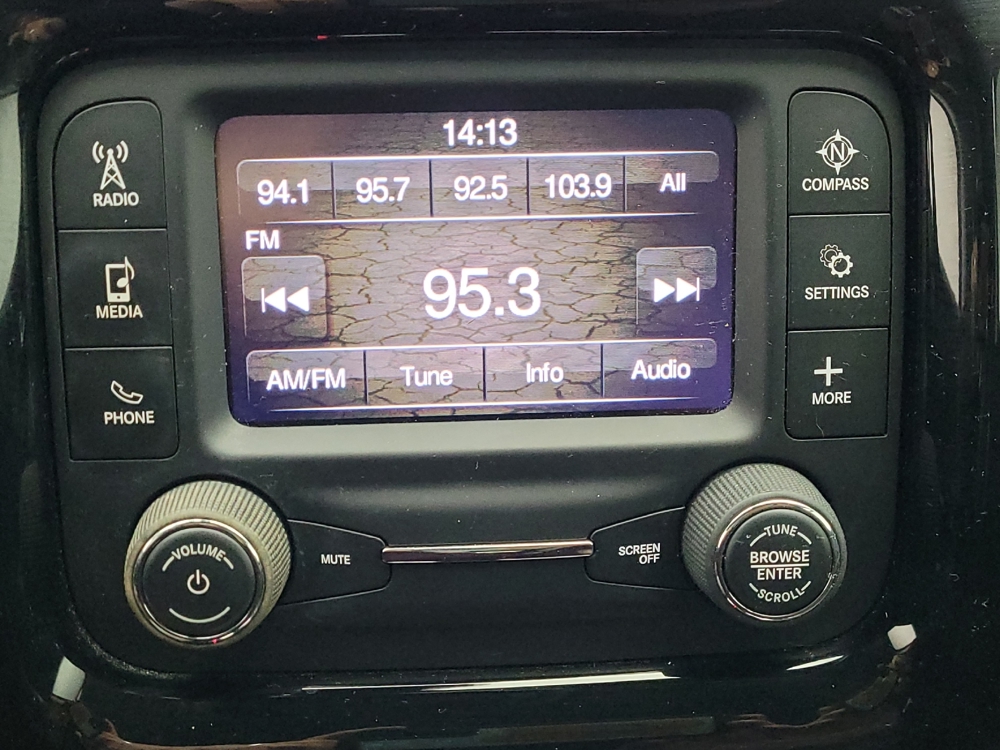 14:13
94.1 95.7 92.5 103.9 All
FM
95.3
AM/FM Tune Info Audio
RADIO
MEDIA
PHONE
N
COMPASS
SETTINGS
MORE
VOLUME
MUTE
SCREEN
OFF
TUNE
BROWSE
ENTER
SCROLL